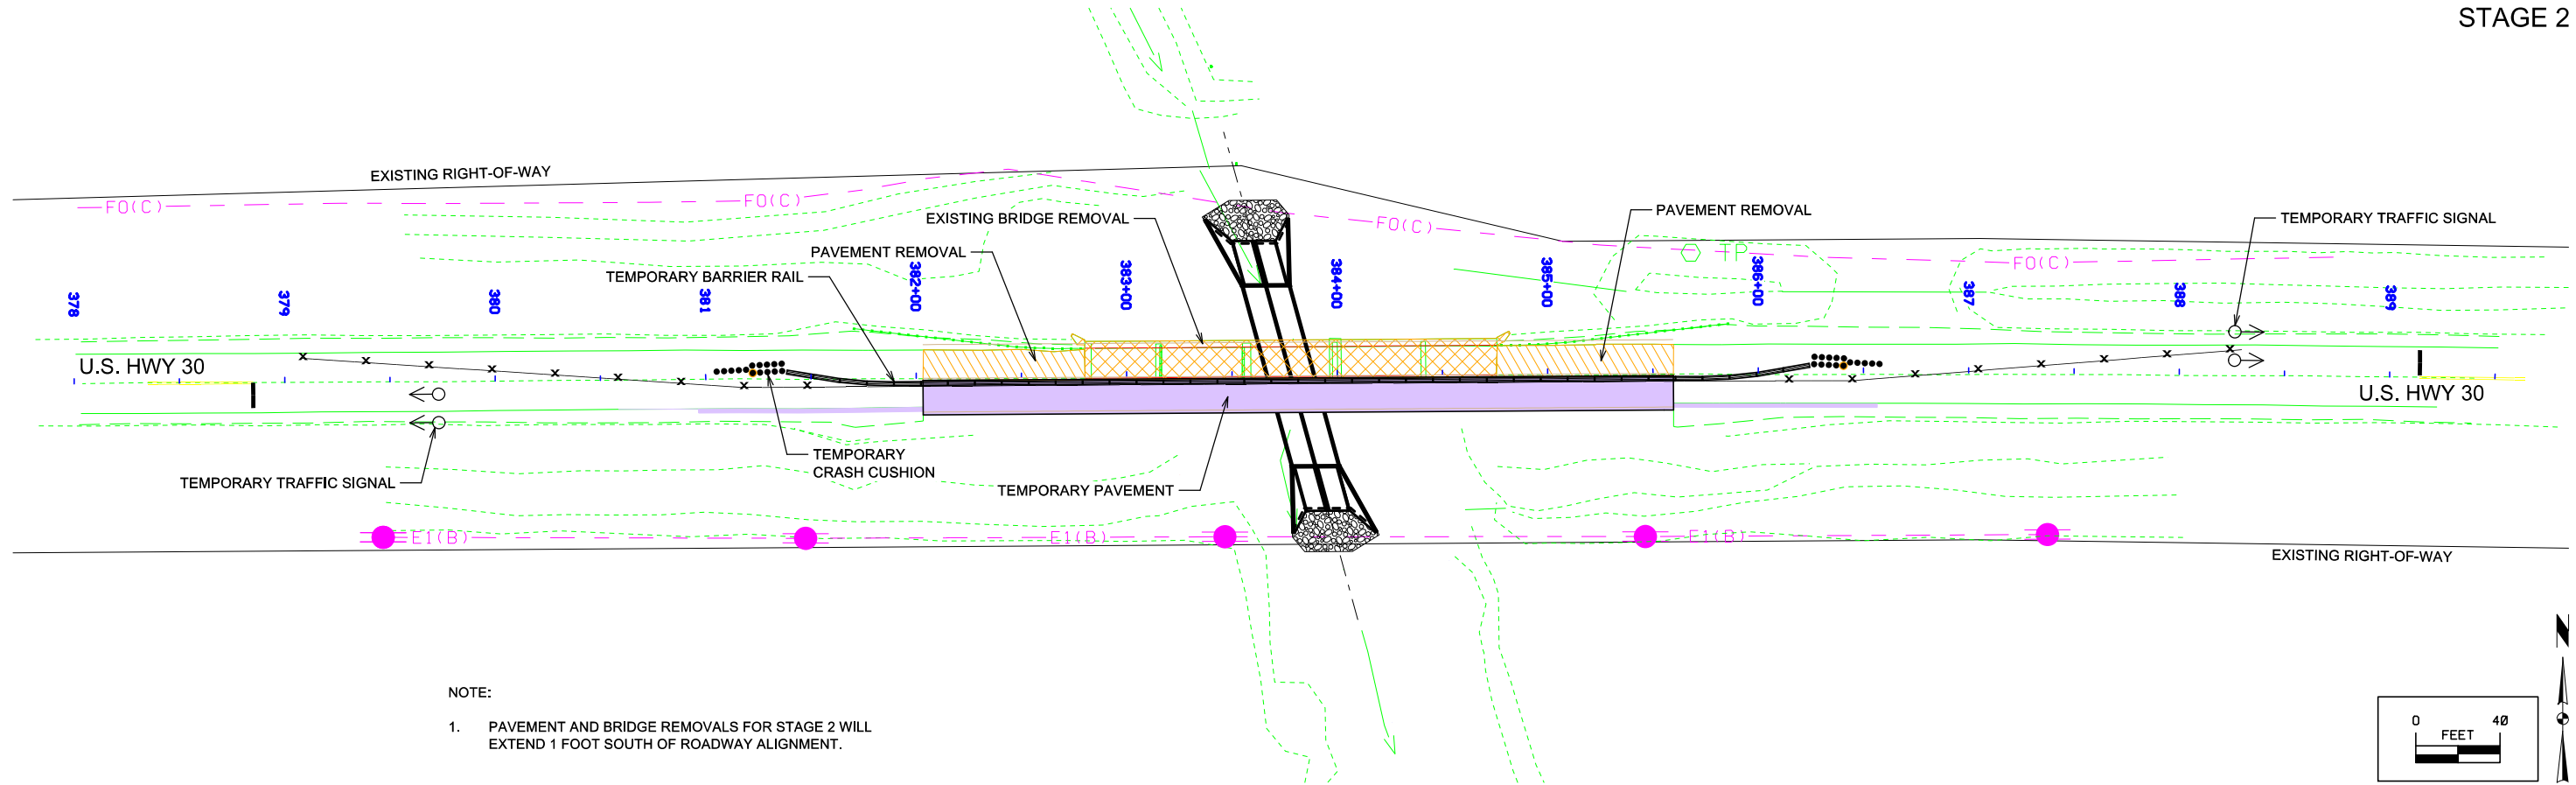 STAGE 2
EXISTING RIGHT-OF-WAY
FO(C)
FO(C)
FO(C)
FO(C)
EXISTING BRIDGE REMOVAL
PAVEMENT REMOVAL
TEMPORARY TRAFFIC SIGNAL
PAVEMENT REMOVAL
TP
TEMPORARY BARRIER RAIL
378
379
380
381
382+00
383+00
384+00
385+00
386+00
387
388
389
U.S. HWY 30
U.S. HWY 30
TEMPORARY
CRASH CUSHION
TEMPORARY TRAFFIC SIGNAL
TEMPORARY PAVEMENT
E1(B)
E1(B)
E1(B)
EXISTING RIGHT-OF-WAY
NOTE:
1. PAVEMENT AND BRIDGE REMOVALS FOR STAGE 2 WILL
EXTEND 1 FOOT SOUTH OF ROADWAY ALIGNMENT.
N
0 40
FEET